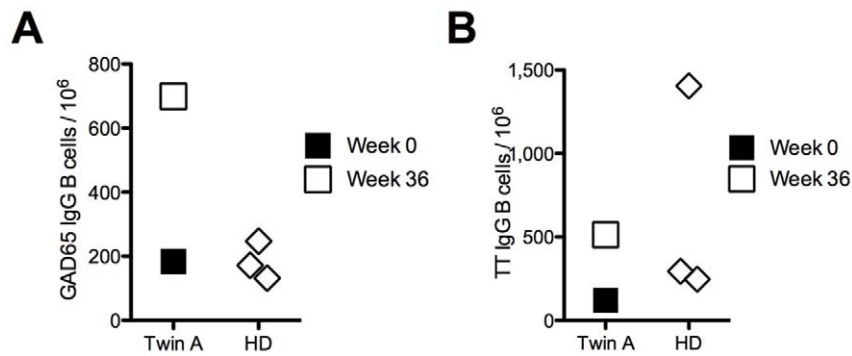 A
GAD65 IgG B cells / 10⁶
800
600
400
200
0
Twin A
HD
Week 0
Week 36
B
TT IgG B cells / 10⁶
1,500
1,000
500
0
Twin A
HD
Week 0
Week 36